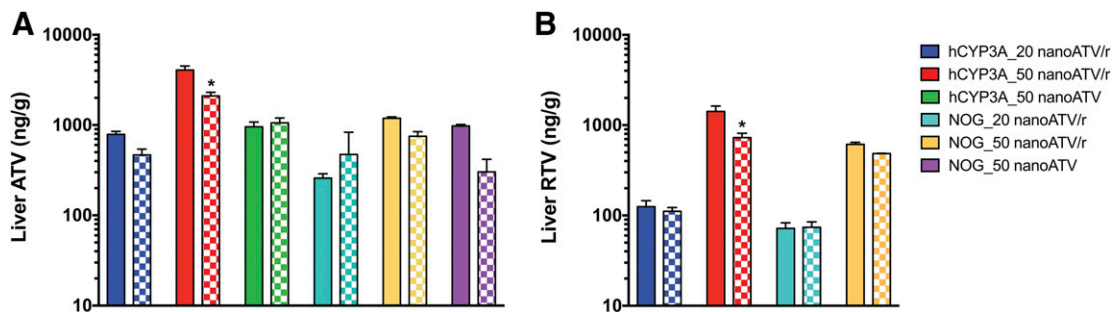 A
Liver ATV (ng/g)
10000
1000
100
10
*
B
Liver RTV (ng/g)
10000
1000
100
10
*
hCYP3A_20 nanoATV/r
hCYP3A_50 nanoATV/r
hCYP3A_50 nanoATV
NOG_20 nanoATV/r
NOG_50 nanoATV/r
NOG_50 nanoATV